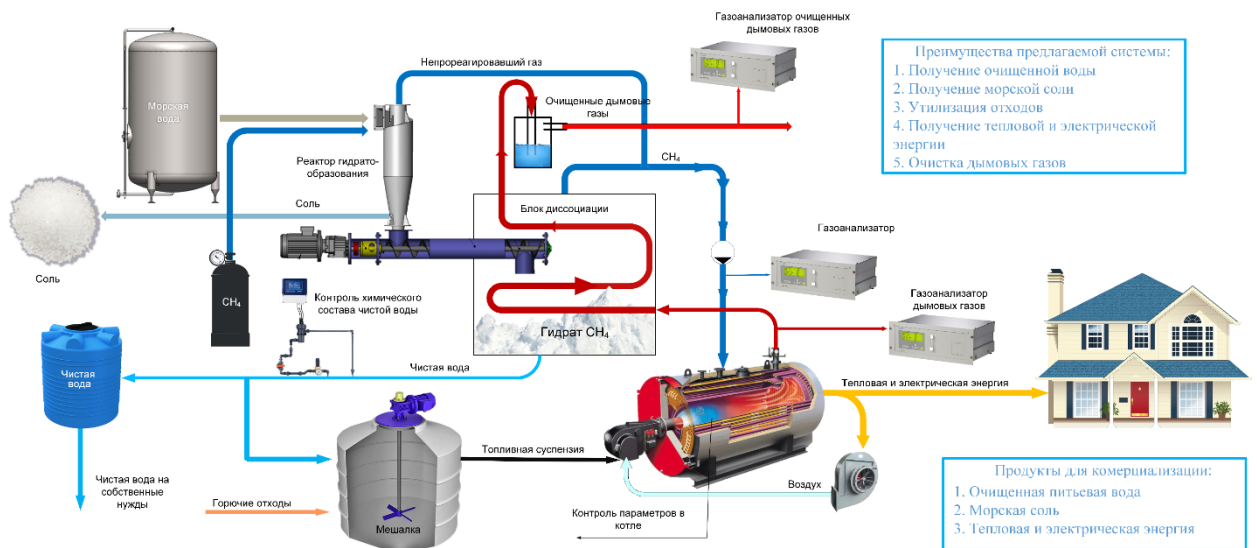 Газоанализатор очищенных
дымовых газов
Преимущества предлагаемой системы:
1. Получение очищенной воды
2. Получение морской соли
3. Утилизация отходов
4. Получение тепловой и электрической
энергии
5. Очистка дымовых газов
Непрореагировавший газ
Морская
вода
Очищенные дымовые
газы
Реактор гидрато-
образования
CH₄
Соль
Блок диссоциации
Газоанализатор
Соль
CH₄
Контроль химического
состава чистой воды
Гидрат CH₄
Газоанализатор
дымовых газов
Чистая
вода
Чистая вода
Тепловая и электрическая энергия
Топливная суспензия
Чистая вода на
собственные
нужды
Горючие отходы
Мешалка
Воздух
Контроль параметров в
котле
Продукты для комерциализации:
1. Очищенная питьевая вода
2. Морская соль
3. Тепловая и электрическая энергия